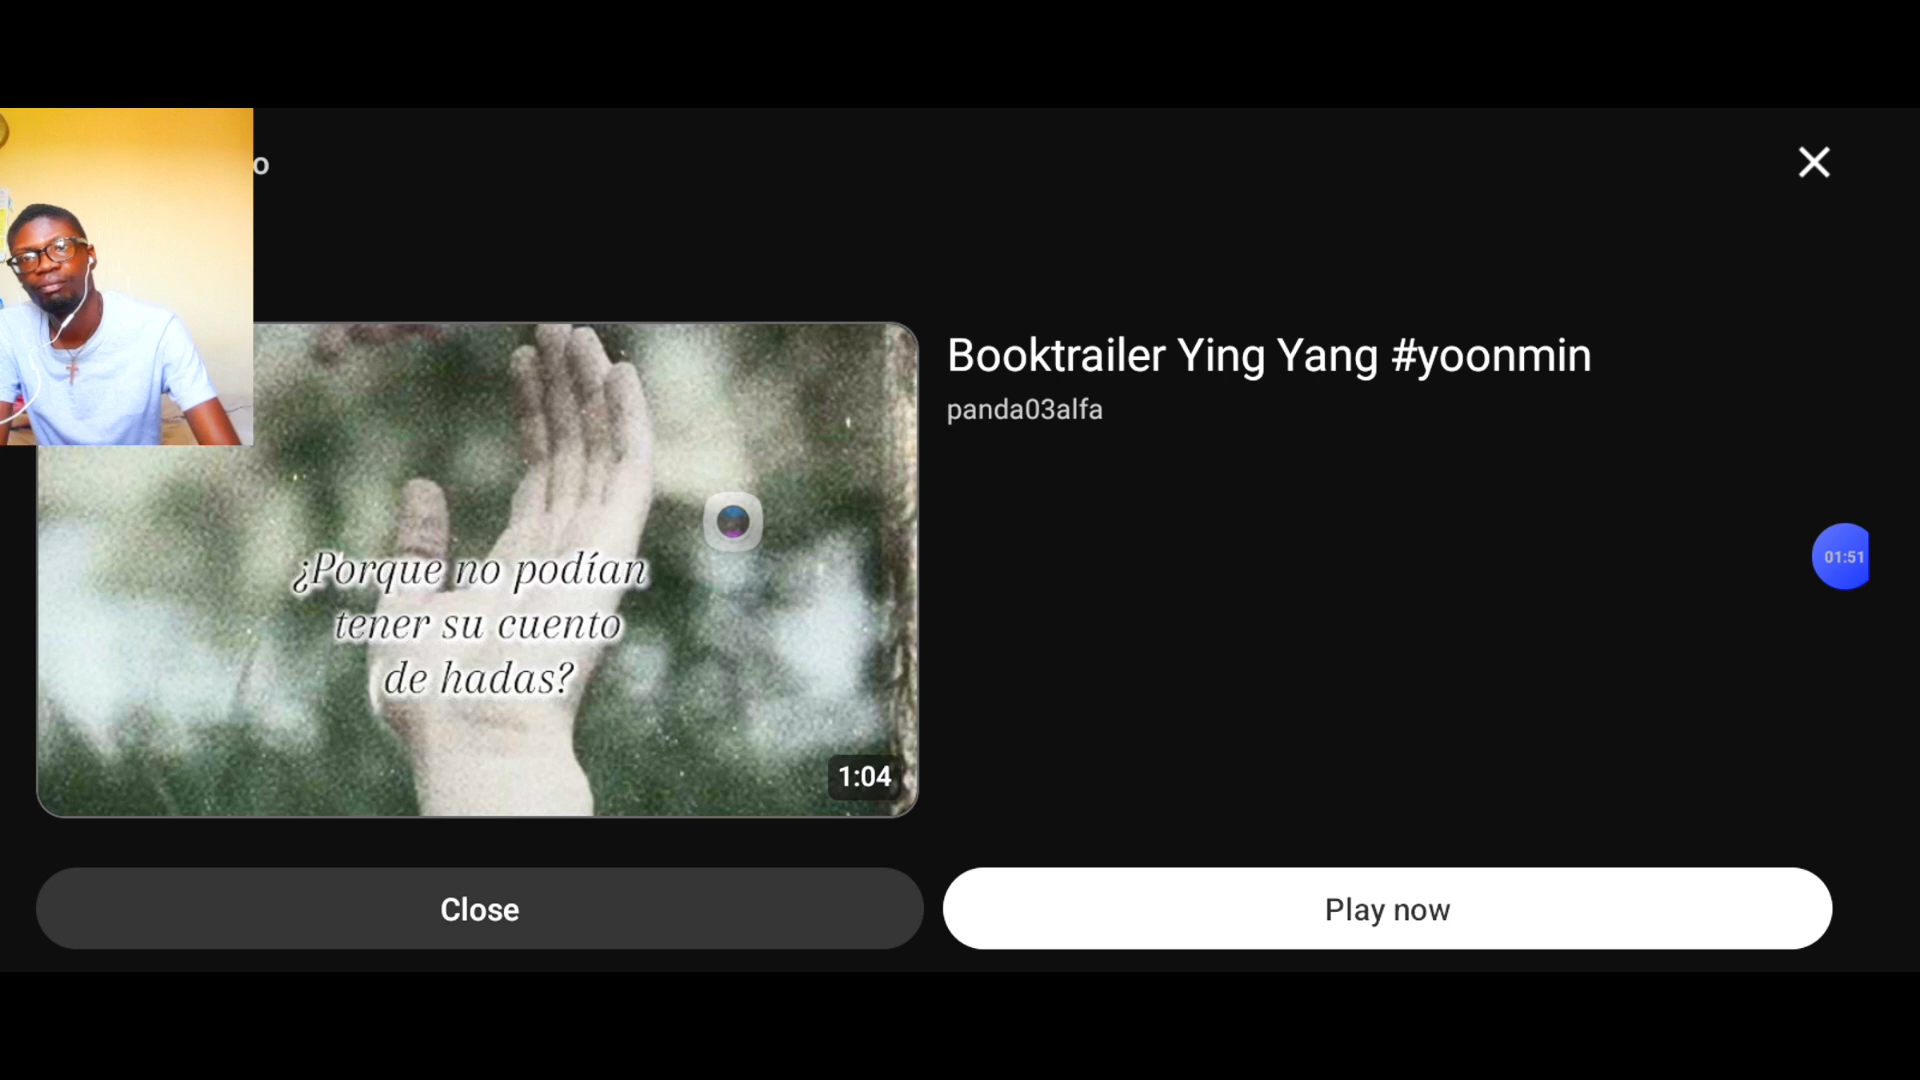 o
Booktrailer Ying Yang #yoonmin
panda03alfa
¿Porque no podían
tener su cuento
de hadas?
01:51
1:04
Close
Play now